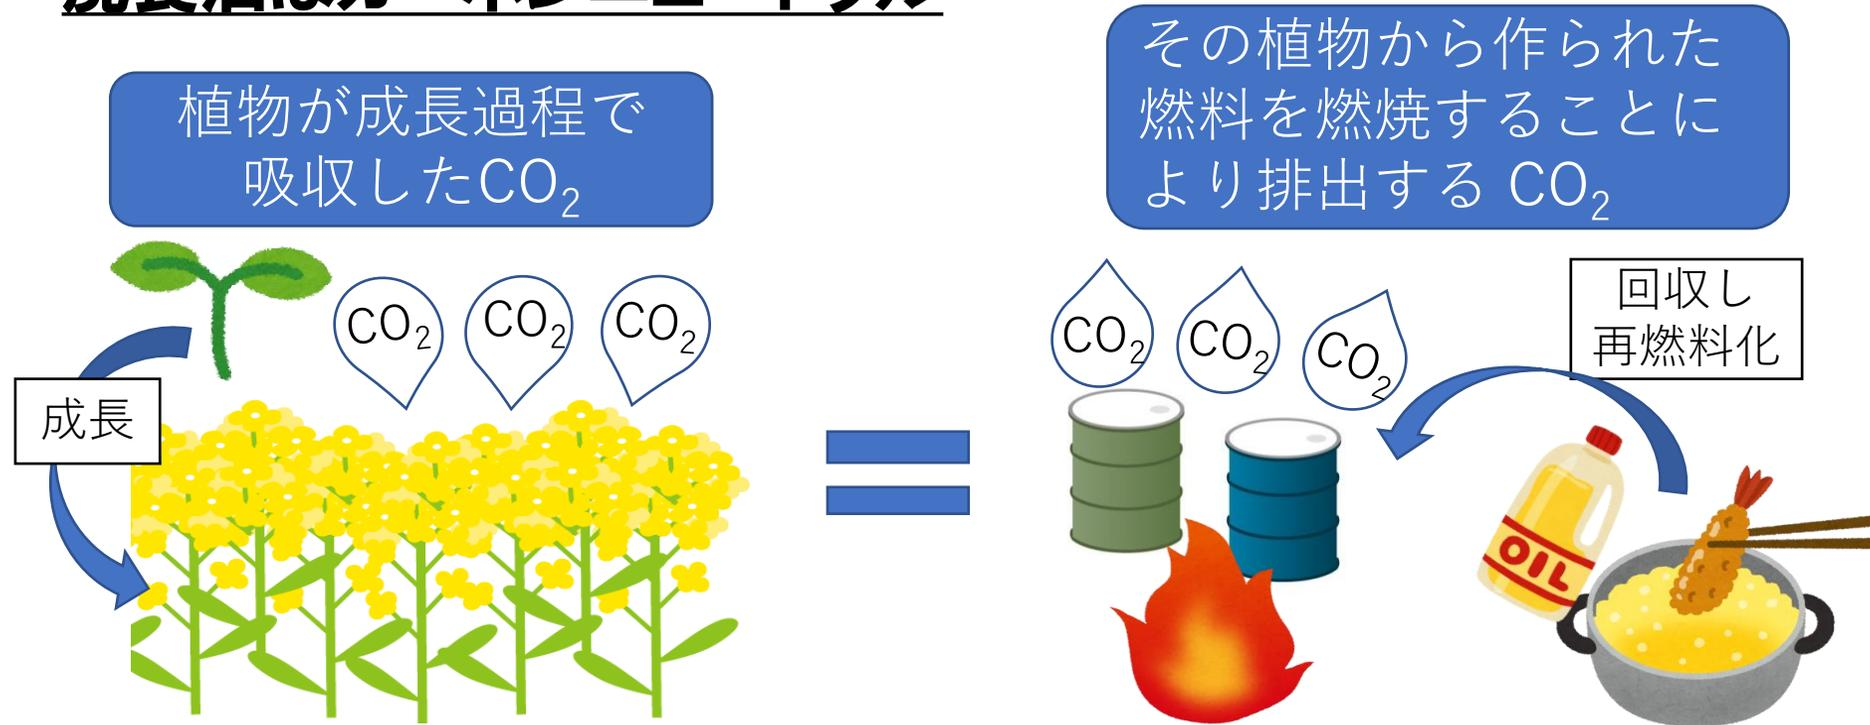 植物が成長過程で
吸収したCO₂
その植物から作られた
燃料を燃焼することに
より排出する CO₂
CO₂
CO₂
CO₂
成長
CO₂
CO₂
CO₂
回収し
再燃料化
OIL